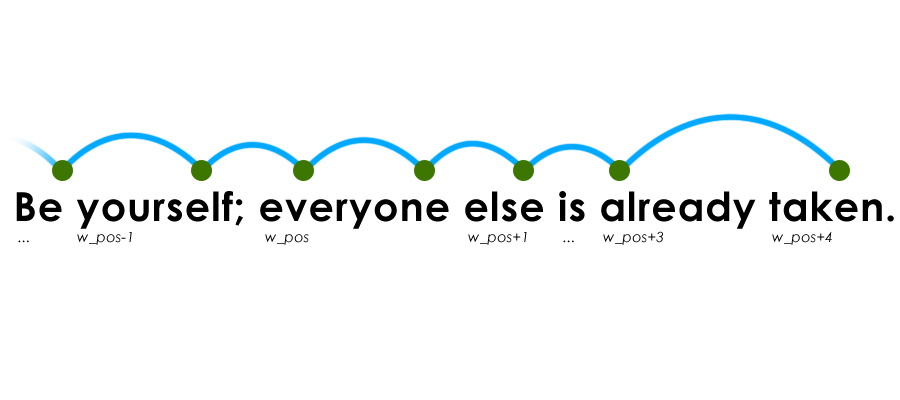 Be yourself; everyone else is already taken.
... w_pos-1 w_pos w_pos+1 ... w_pos+3 w_pos+4